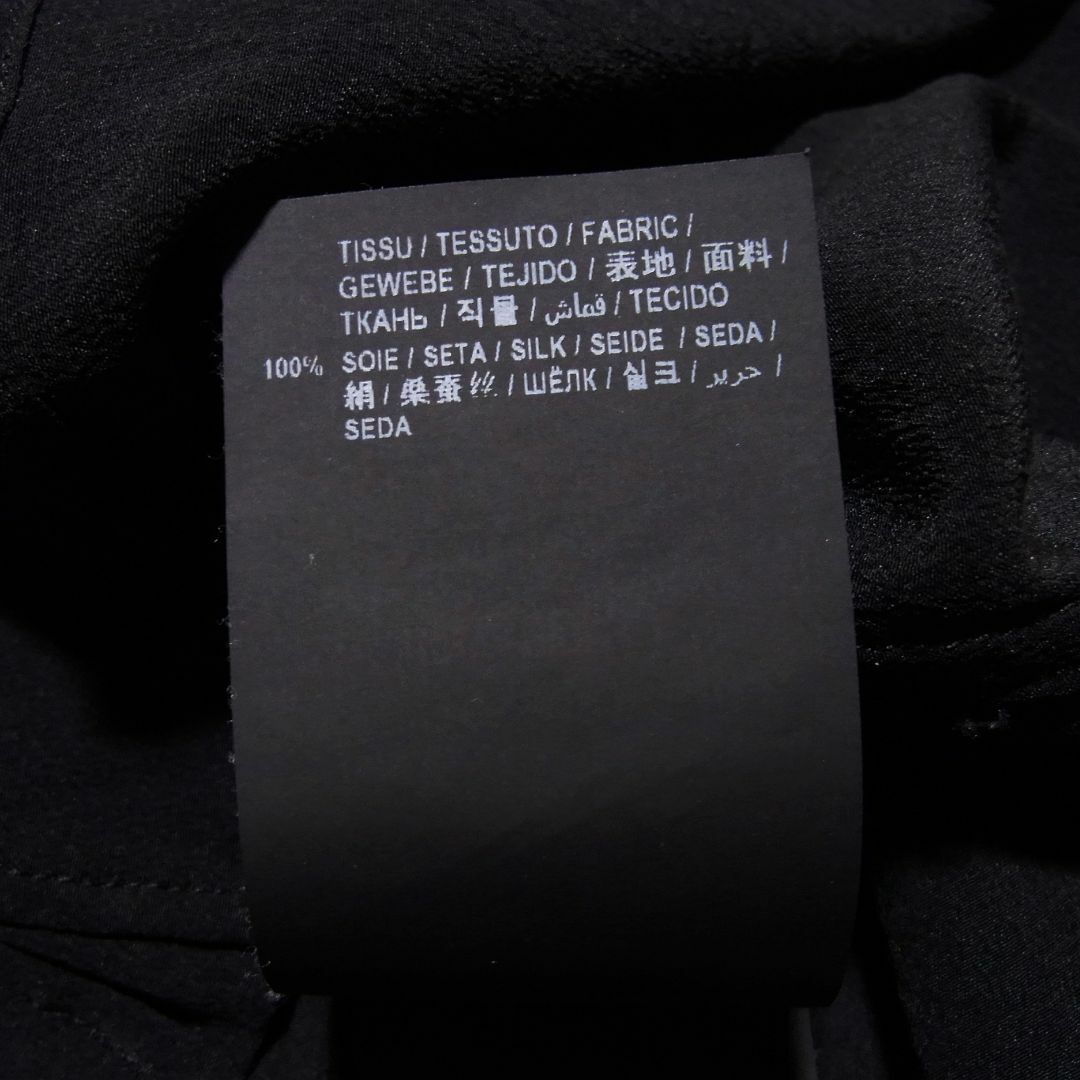 TISSU / TESSUTO / FABRIC /
GEWEBE / TEJIDO / 表地 / 面料 /
ТКАНЬ / 직물 / قماش / TECIDO
100% SOIE / SETA / SILK / SEIDE / SEDA /
絹 / 桑蚕丝 / ШЁЛК / 실크 / حرير /
SEDA